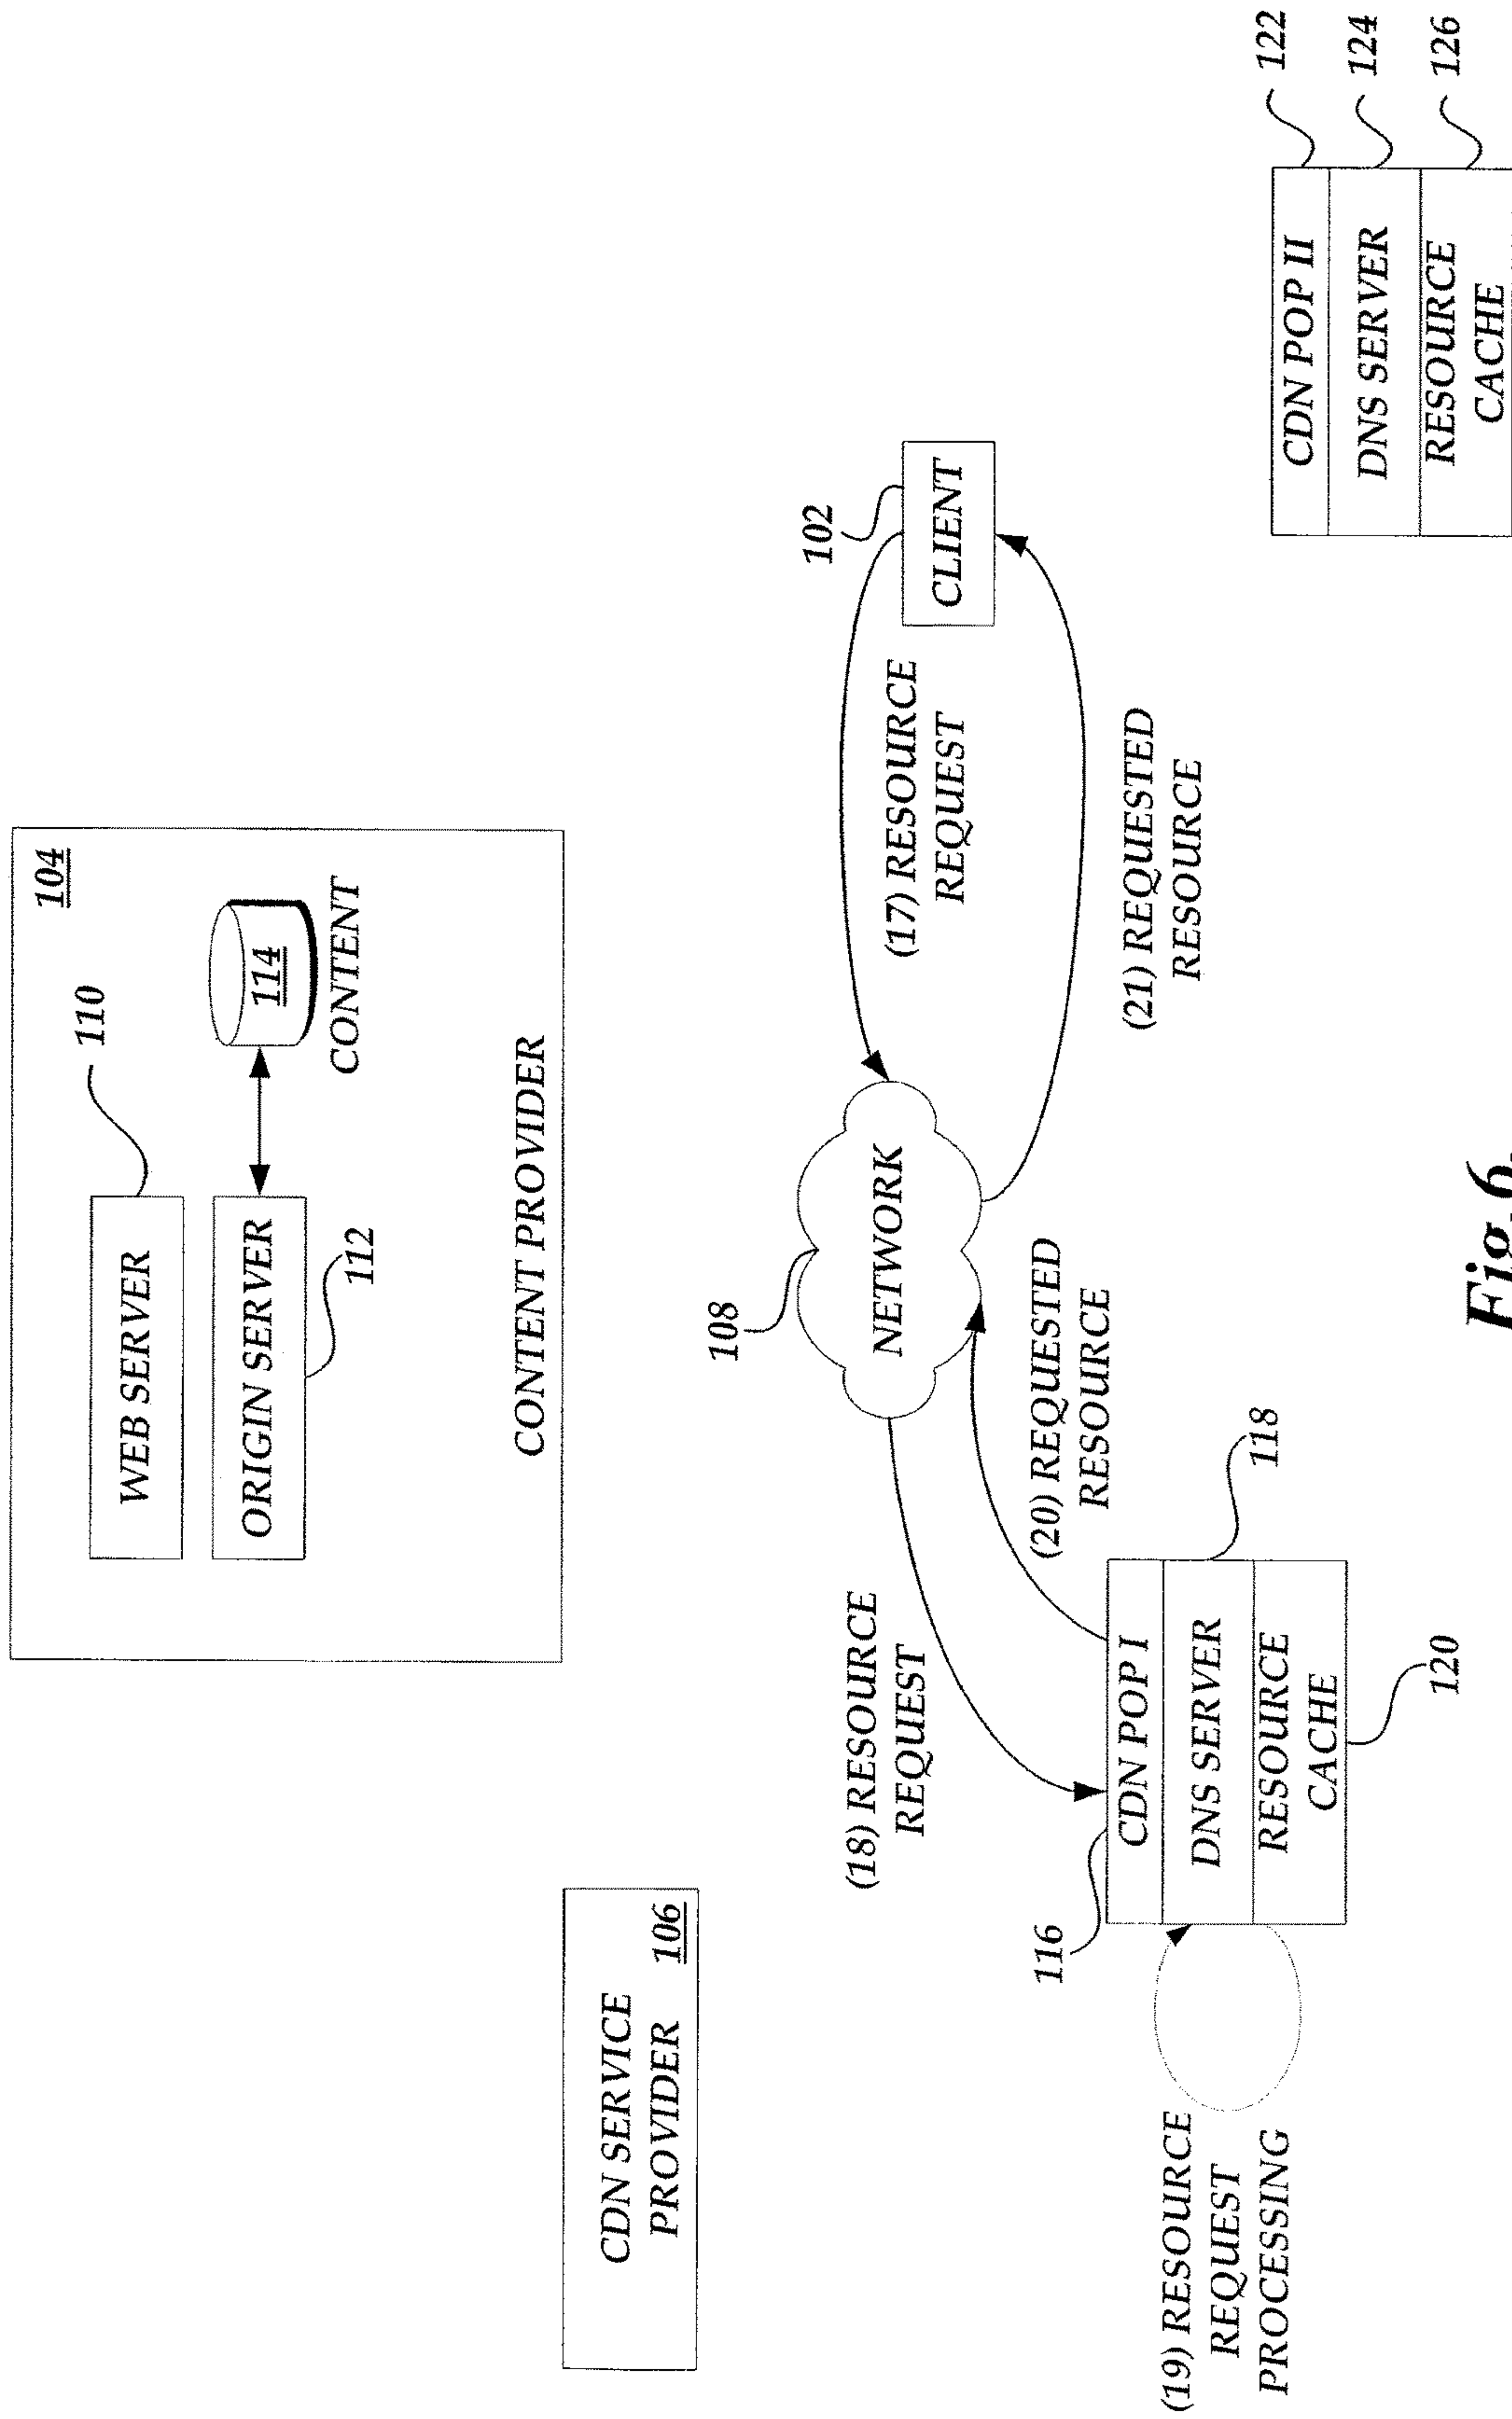 104
110
WEB SERVER
114
ORIGIN SERVER
CONTENT
112
CONTENT PROVIDER
CDN SERVICE
PROVIDER
106
108
NETWORK
102
CLIENT
(17) RESOURCE
REQUEST
(18) RESOURCE
REQUEST
(20) REQUESTED
RESOURCE
(21) REQUESTED
RESOURCE
116
CDN POP I
118
DNS SERVER
RESOURCE
CACHE
120
(19) RESOURCE
REQUEST
PROCESSING
CDN POP II
122
DNS SERVER
124
RESOURCE
CACHE
126
Fig.6.